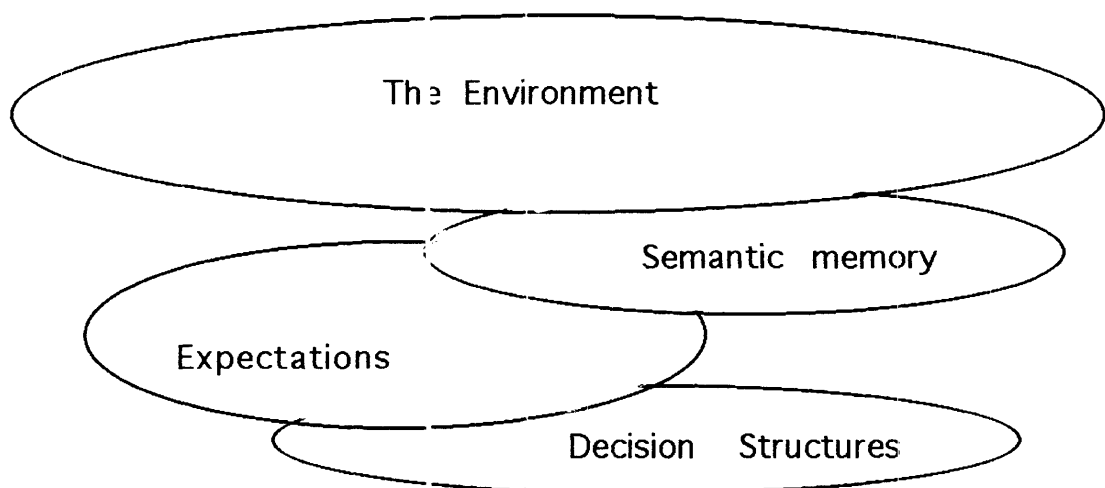 The Environment
Semantic memory
Expectations
Decision Structures